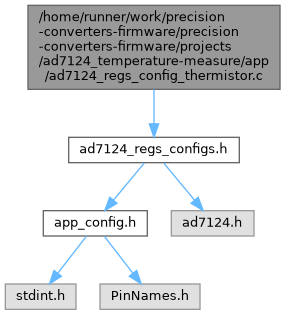 /home/runner/work/precision
-converters-firmware/precision
-converters-firmware/projects
/ad7124_temperature-measure/app
/ad7124_regs_config_thermistor.c
ad7124_regs_configs.h
app_config.h
ad7124.h
stdint.h
PinNames.h